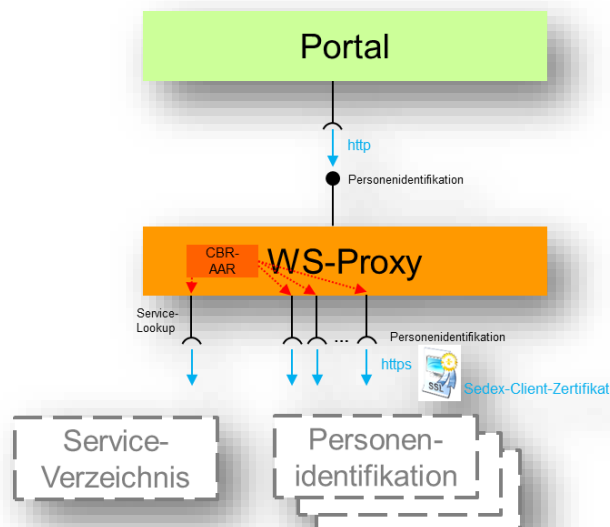 Portal
http
Personenidentifikation
CBR-
AAR
WS-Proxy
Service-
Lookup
...
Personenidentifikation
https
SSL
Sedex-Client-Zertifikat
Service-
Verzeichnis
Personen-
identifikation